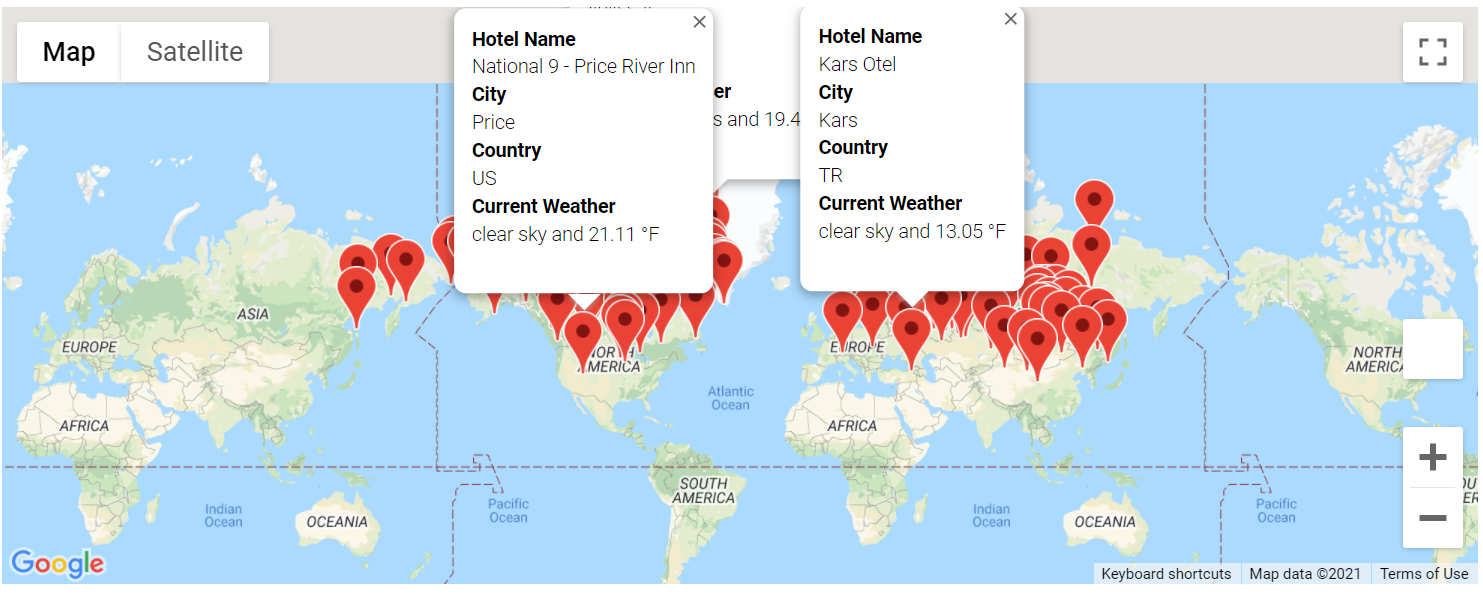 Map
Satellite
Hotel Name
National 9 - Price River Inn
City
Price
Country
US
Current Weather
clear sky and 21.11 °F
er
s and 19.4
Hotel Name
Kars Otel
City
Kars
Country
TR
Current Weather
clear sky and 13.05 °F
ASIA
EUROPE
AFRICA
Indian
Ocean
OCEANIA
Pacific
Ocean
NORTH
AMERICA
Atlantic
Ocean
SOUTH
AMERICA
EUROPE
AFRICA
Indian
Ocean
OCEANIA
Pacific
Ocean
NORTH
AMERICA
Google
Keyboard shortcuts
Map data ©2021
Terms of Use